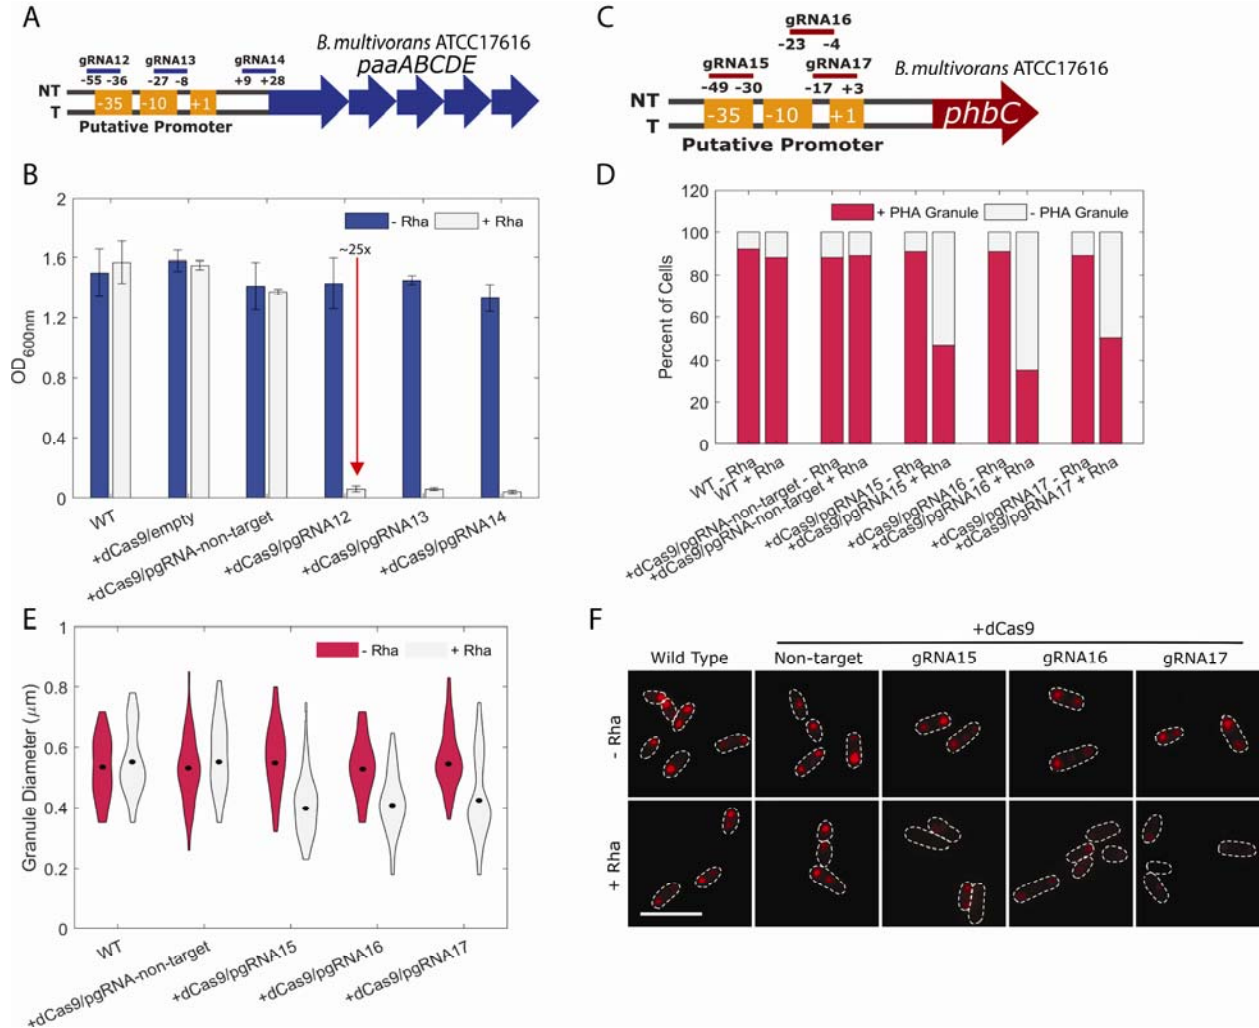 A
B. multivorans ATCC17616
paaABCDE
gRNA12 gRNA13 gRNA14
-55 -36 -27 -8 +9 +28
NT
T
-35 -10 +1
Putative Promoter
C
gRNA16
-23 -4
gRNA15 gRNA17
-49 -30 -17 +3
B. multivorans ATCC17616
NT
T
-35 -10 +1 phbC
Putative Promoter
B
2
1.6
1.2
0.8
0.4
0
OD600nm
- Rha + Rha
~25x
WT
+dCas9/empty
+dCas9/pgRNA-non-target
+dCas9/pgRNA12
+dCas9/pgRNA13
+dCas9/pgRNA14
D
120
100
80
60
40
20
0
Percent of Cells
+ PHA Granule - PHA Granule
WT - Rha
WT + Rha
+dCas9/pgRNA-non-target - Rha
+dCas9/pgRNA-non-target + Rha
+dCas9/pgRNA15 - Rha
+dCas9/pgRNA15 + Rha
+dCas9/pgRNA16 - Rha
+dCas9/pgRNA16 + Rha
+dCas9/pgRNA17 - Rha
+dCas9/pgRNA17 + Rha
E
1
0.8
0.6
0.4
0.2
0
Granule Diameter (μm)
- Rha + Rha
WT
+dCas9/pgRNA-non-target
+dCas9/pgRNA15
+dCas9/pgRNA16
+dCas9/pgRNA17
F
+dCas9
Wild Type Non-target gRNA15 gRNA16 gRNA17
- Rha
+ Rha